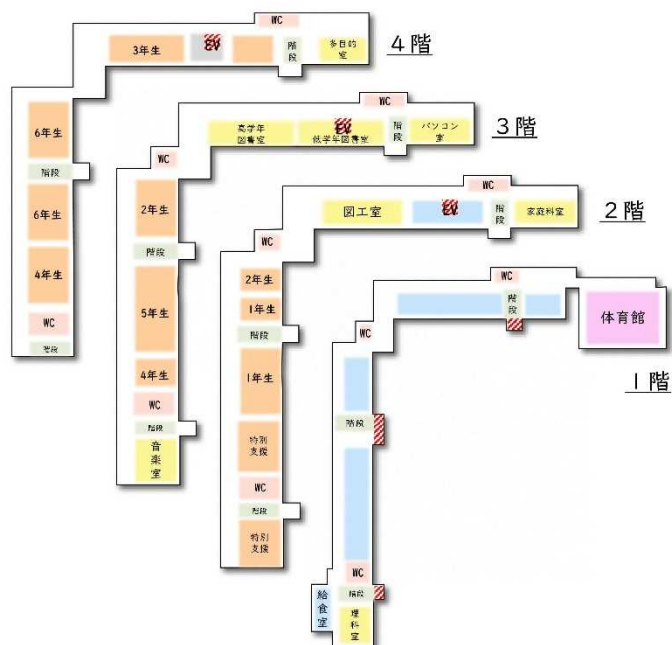 WC
3年生
EV
階段
多目的室
4階
6年生
階段
6年生
4年生
WC
階段
WC
高学年
図書室
EV
低学年図書室
階段
パソコン
室
3階
WC
2年生
階段
5年生
4年生
WC
階段
音楽室
WC
図工室
EV
階段
家庭科室
2階
WC
2年生
1年生
階段
1年生
特別
支援
WC
階段
特別
支援
WC
階段
体育館
1階
WC
階段
WC
階段
給食室
理科室